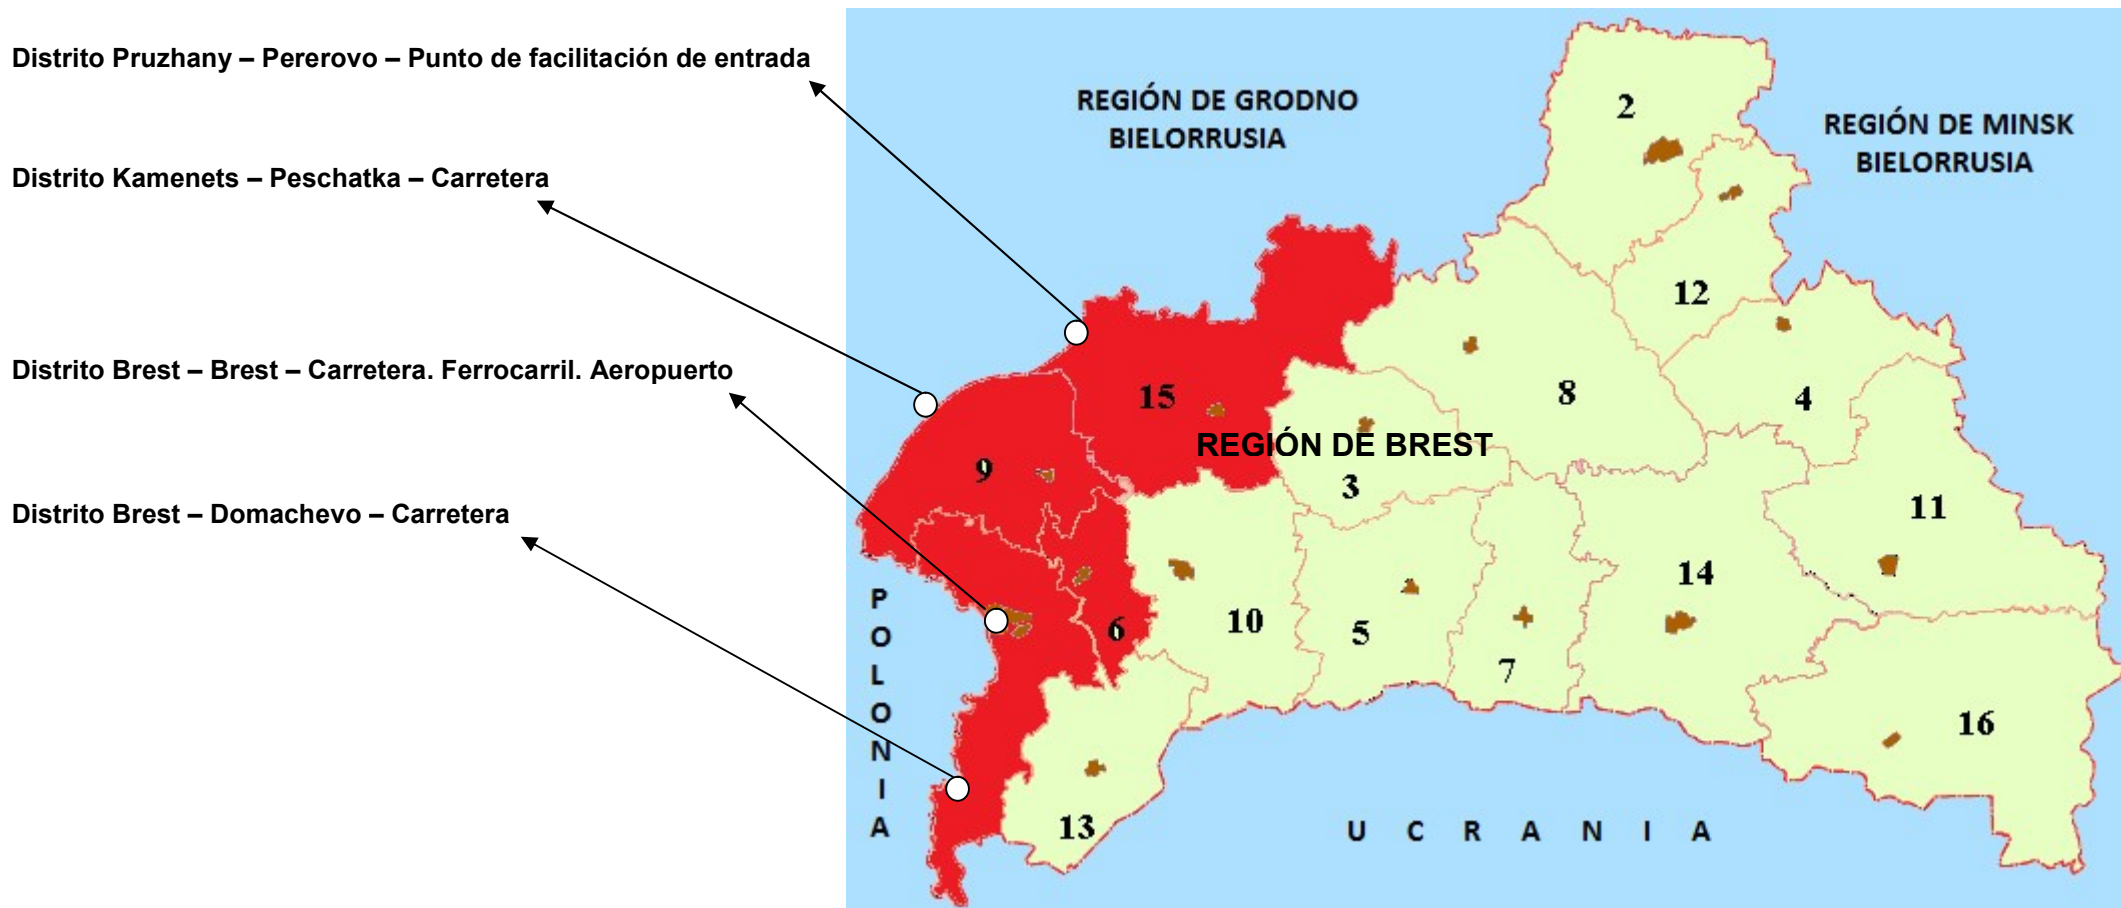 Distrito Pruzhany – Pererovo – Punto de facilitación de entrada
Distrito Kamenets – Peschatka – Carretera
Distrito Brest – Brest – Carretera. Ferrocarril. Aeropuerto
Distrito Brest – Domachevo – Carretera
REGIÓN DE GRODNO
BIELORRUSIA
REGIÓN DE MINSK
BIELORRUSIA
2
12
15
8
4
REGIÓN DE BREST
9
3
11
14
10
5
6
7
16
13
POLONIA
U C R A N I A